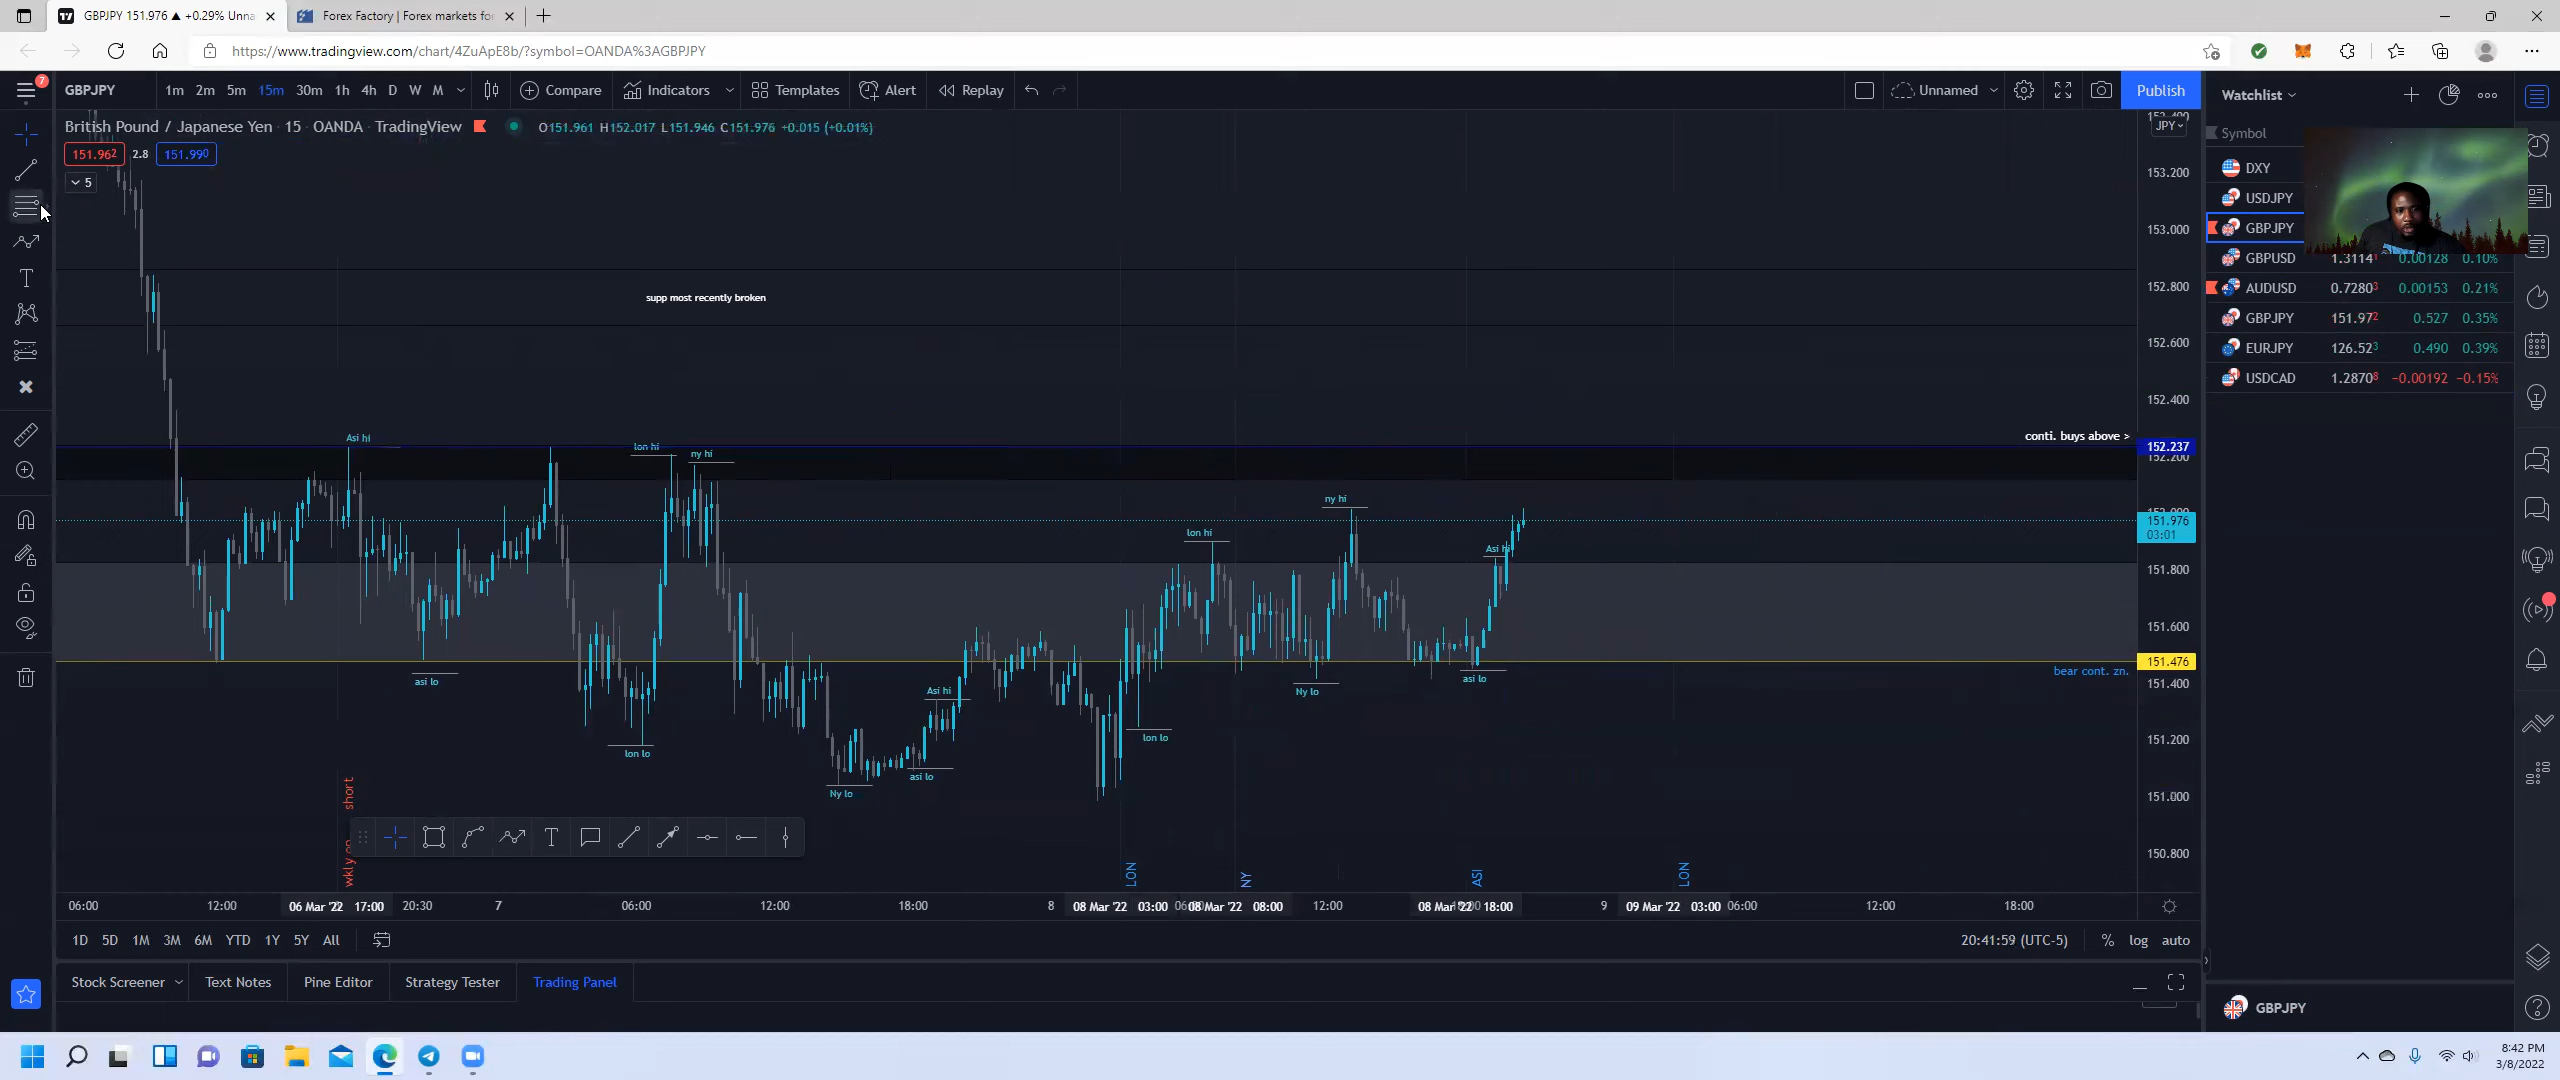 GBPJPY 151.976 ▲ +0.29% Unna
Forex Factory | Forex markets for
https://www.tradingview.com/chart/4ZuApE8b/?symbol=OANDA%3AGBPJPY
7
GBPJPY 1m 2m 5m 15m 30m 1h 4h D W M Compare Indicators Templates Alert Replay Unnamed Publish
British Pound / Japanese Yen · 15 · OANDA · TradingView O151.961 H152.017 L151.946 C151.976 +0.015 (+0.01%)
151.962 2.8 151.990
5
JPY
153.200
153.000
152.800
152.600
152.400
152.237
152.200
151.976
03:01
151.800
151.600
151.476
151.400
151.200
151.000
150.800
supp most recently broken
conti. buys above >
bear cont. zn.
Asi hi
lon hi
ny hi
asi lo
lon lo
Ny lo
Asi hi
asi lo
lon lo
lon hi
ny hi
Ny lo
Asi hi
asi lo
short
wkly op
LON
NY
ASI
LON
06:00 12:00 06 Mar '22 17:00 20:30 7 06:00 12:00 18:00 8 08 Mar '22 03:00 08 Mar '22 08:00 12:00 08 Mar '22 18:00 9 09 Mar '22 03:00 06:00 12:00 18:00
1D 5D 1M 3M 6M YTD 1Y 5Y All 20:41:59 (UTC-5) % log auto
Stock Screener Text Notes Pine Editor Strategy Tester Trading Panel
Watchlist
Symbol
DXY
USDJPY
GBPJPY
GBPUSD 1.3114 0.00128 0.10%
AUDUSD 0.72803 0.00153 0.21%
GBPJPY 151.972 0.527 0.35%
EURJPY 126.523 0.490 0.39%
USDCAD 1.28708 −0.00192 −0.15%
GBPJPY
8:42 PM
3/8/2022